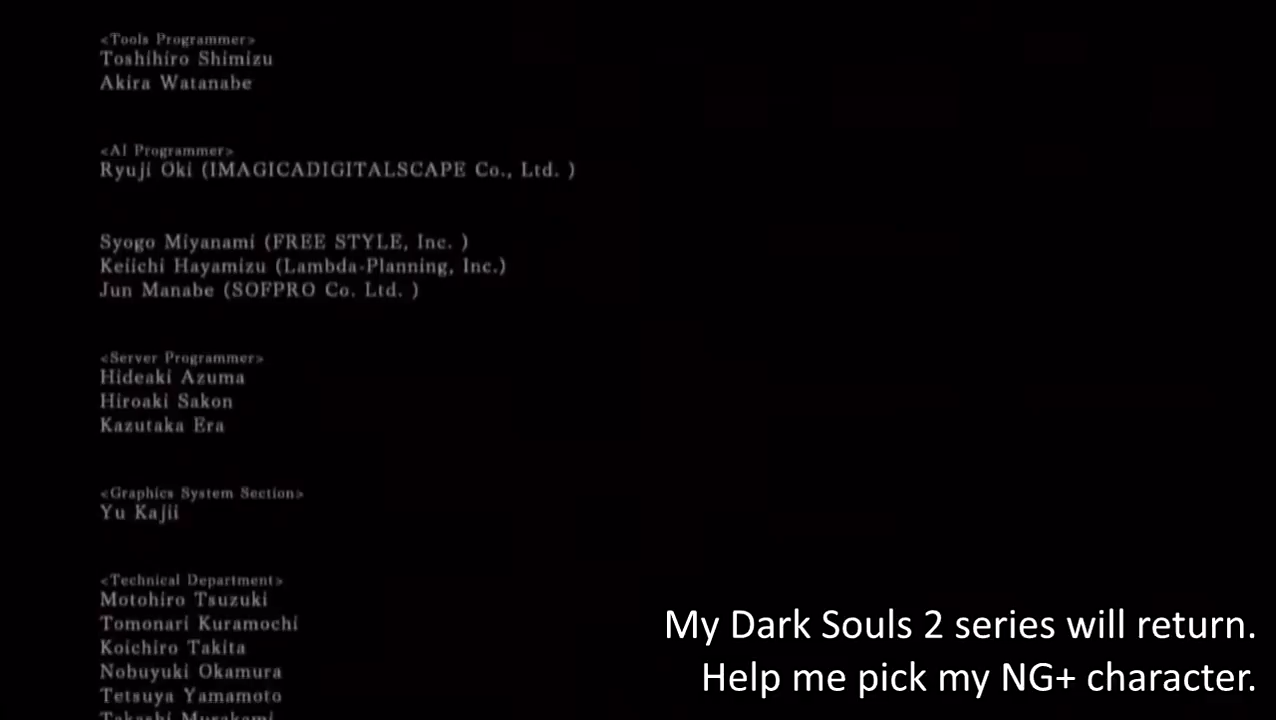 <Tools Programmer>
Toshihiro Shimizu
Akira Watanabe
<AI Programmer>
Ryuji Oki (IMAGICADIGITALSCAPE Co., Ltd. )
Syogo Miyanami (FREE STYLE, Inc. )
Keiichi Hayamizu (Lambda-Planning, Inc.)
Jun Manabe (SOFPRO Co. Ltd. )
<Server Programmer>
Hideaki Azuma
Hiroaki Sakon
Kazutaka Era
<Graphics System Section>
Yu Kajii
<Technical Department>
Motohiro Tsuzuki
Tomonari Kuramochi
Koichiro Takita
Nobuyuki Okamura
Tetsuya Yamamoto
Takashi Murakami
My Dark Souls 2 series will return.
Help me pick my NG+ character.